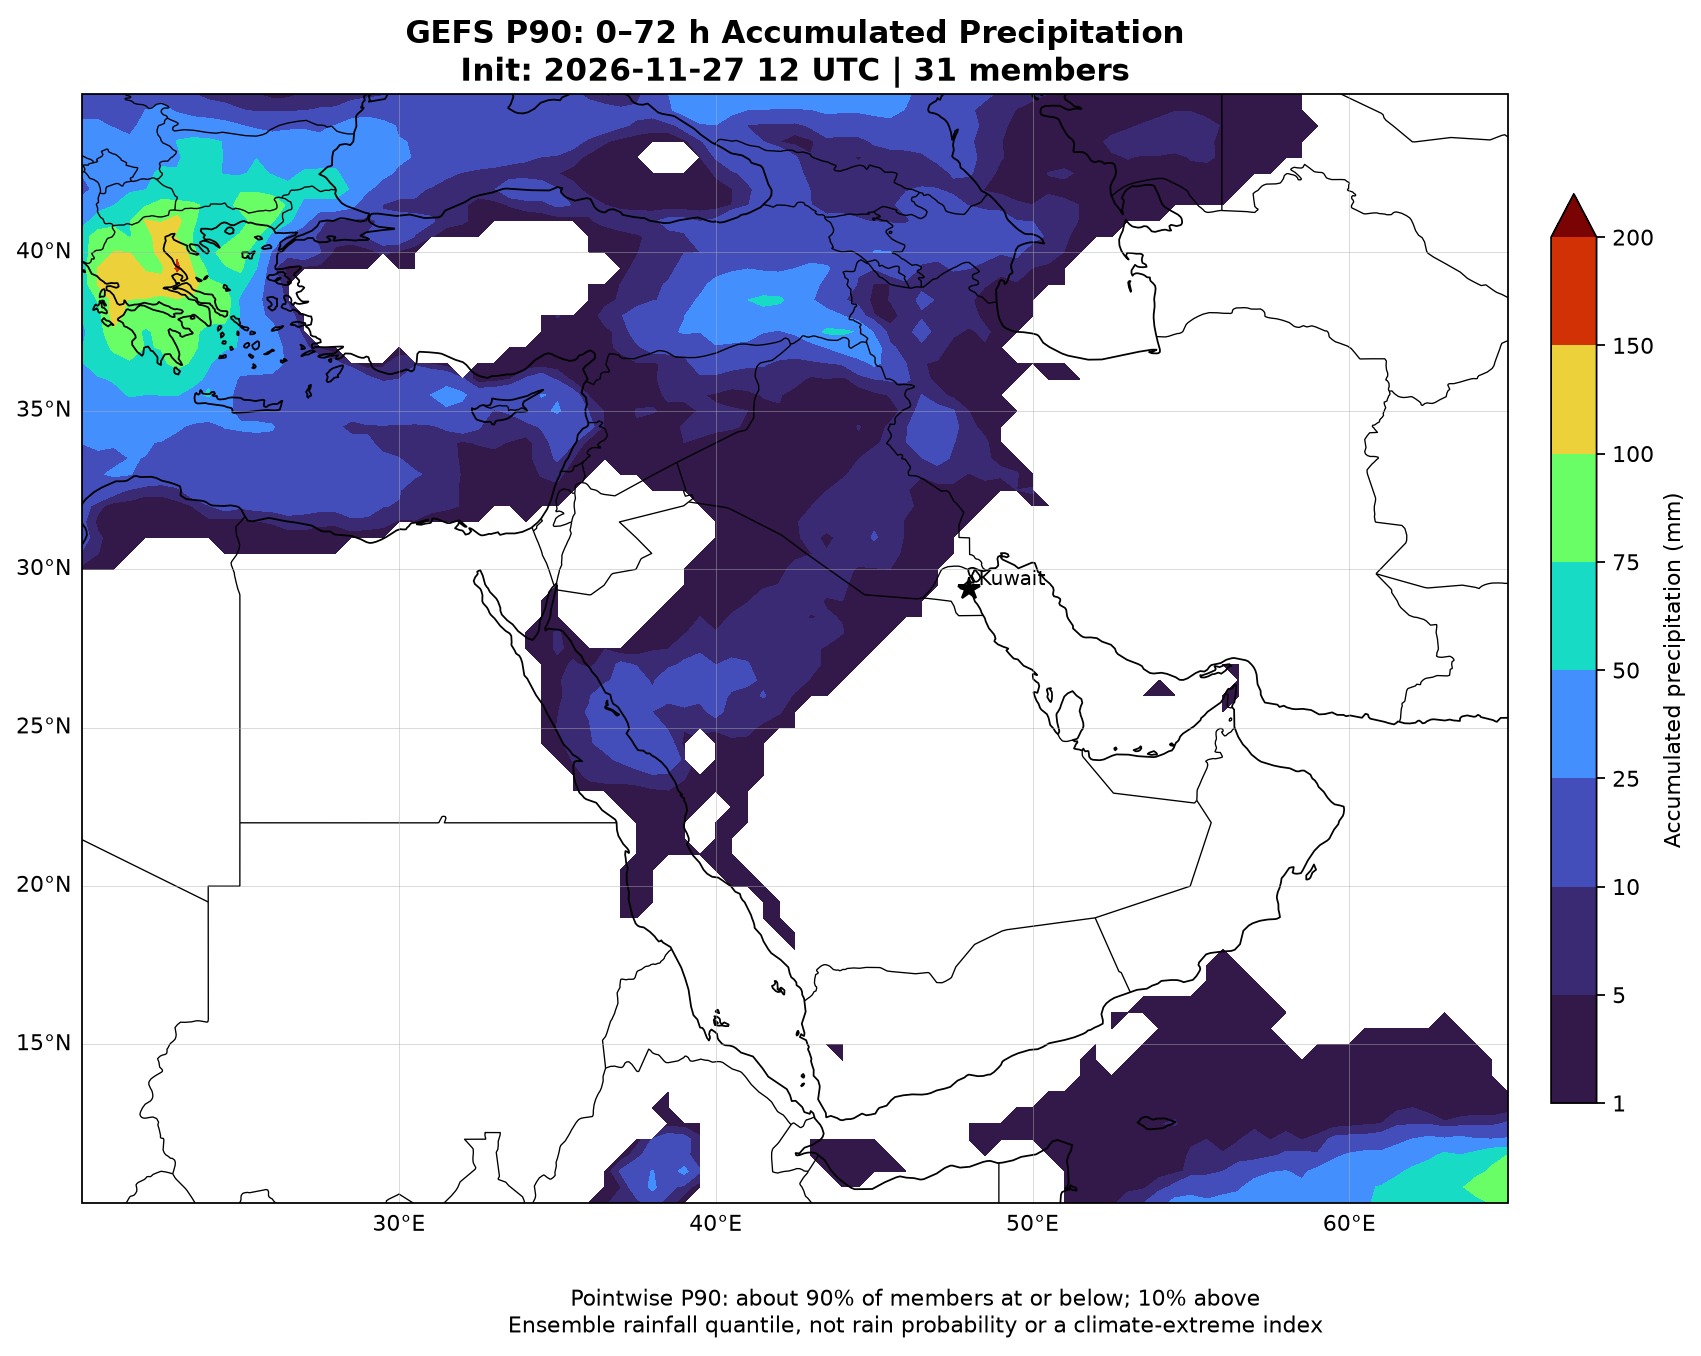 GEFS P90: 0–72 h Accumulated Precipitation
Init: 2026-11-27 12 UTC | 31 members
40°N
35°N
30°N
25°N
20°N
15°N
Kuwait
30°E
40°E
50°E
60°E
200
150
100
75
50
25
10
5
1
Accumulated precipitation (mm)
Pointwise P90: about 90% of members at or below; 10% above
Ensemble rainfall quantile, not rain probability or a climate-extreme index